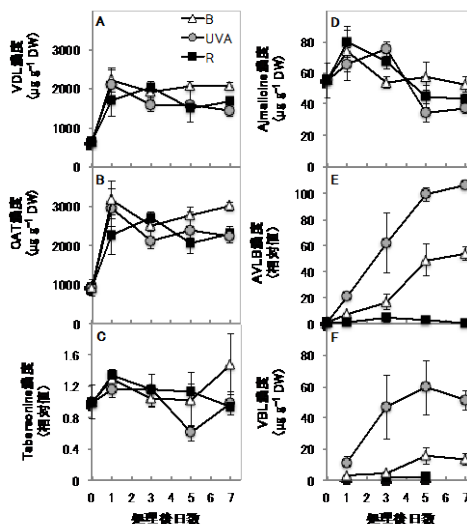 A
B
UVA
R
VDL濃度
(μg g⁻¹ DW)
3000
2000
1000
0
B
CAT濃度
(μg g⁻¹ DW)
3000
2000
1000
0
C
Tabersonine濃度
(相対値)
1.6
1.2
0.8
0.4
0
0 1 2 3 4 5 6 7
処理後日数
D
Ajmalicine濃度
(μg g⁻¹ DW)
100
80
60
40
20
0
E
AVLB濃度
(相対値)
100
80
60
40
20
0
F
VBL濃度
(μg g⁻¹ DW)
80
60
40
20
0
0 1 2 3 4 5 6 7
処理後日数